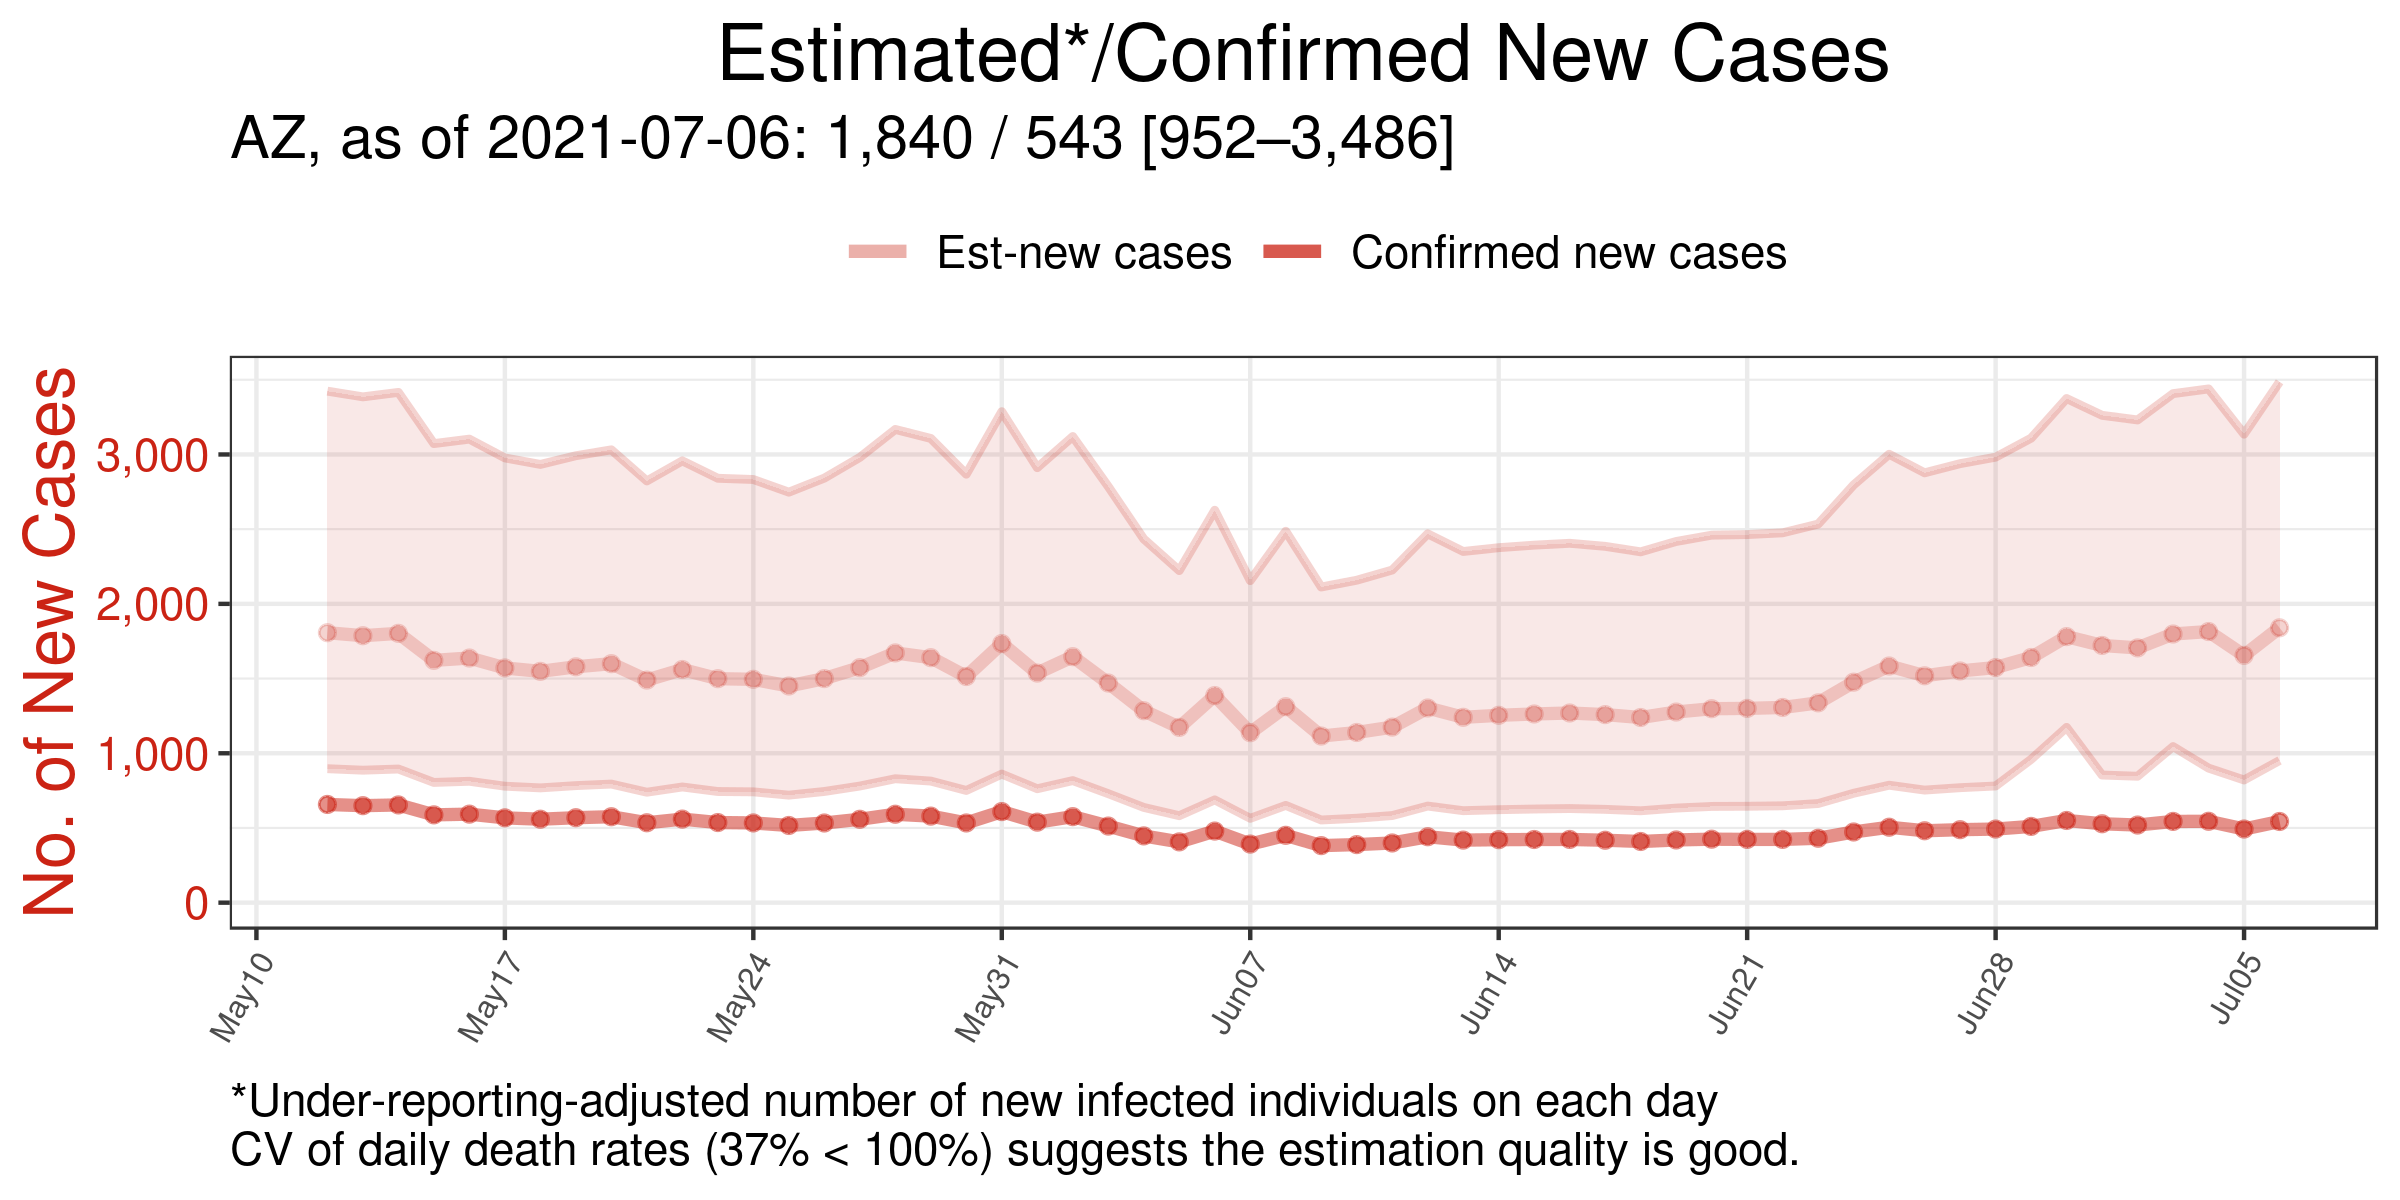 Estimated*/Confirmed New Cases
AZ, as of 2021-07-06: 1,840 / 543 [952–3,486]
Est-new cases
Confirmed new cases
No. of New Cases
3,000
2,000
1,000
0
May10
May17
May24
May31
Jun07
Jun14
Jun21
Jun28
Jul05
*Under-reporting-adjusted number of new infected individuals on each day
CV of daily death rates (37% < 100%) suggests the estimation quality is good.